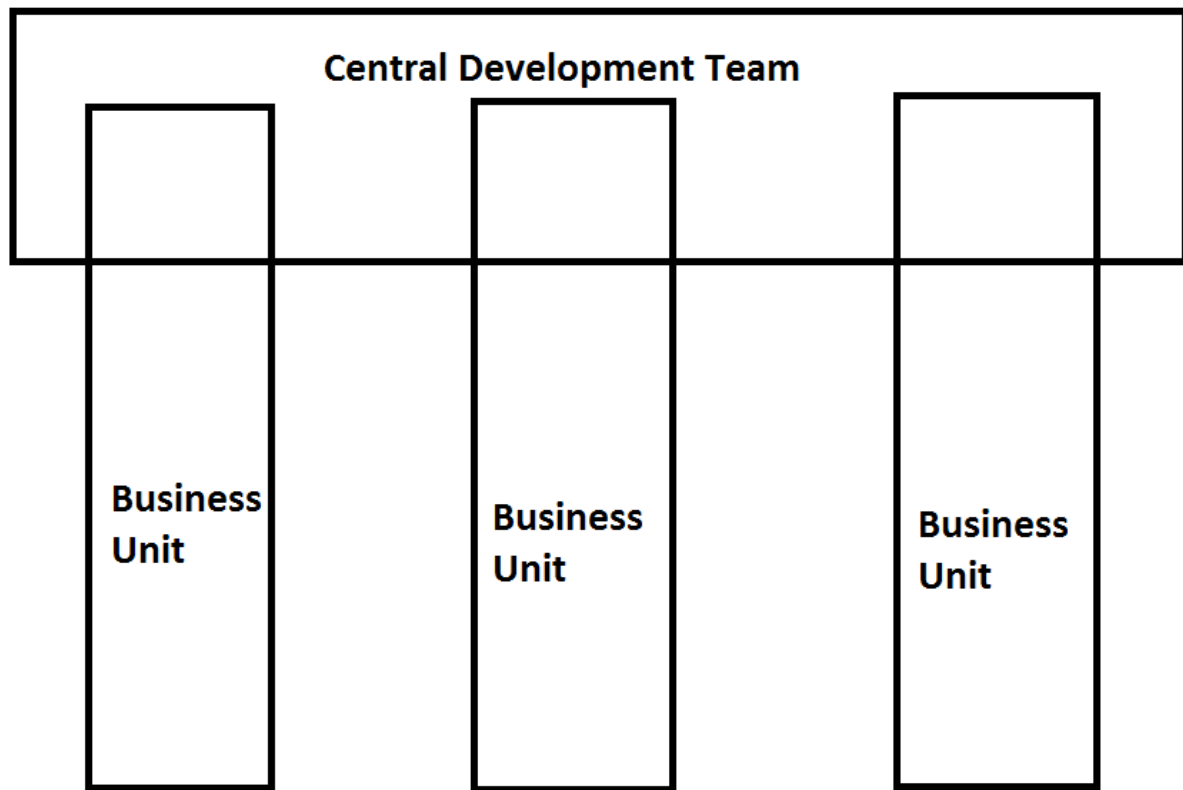 Central Development Team
Business
Unit
Business
Unit
Business
Unit